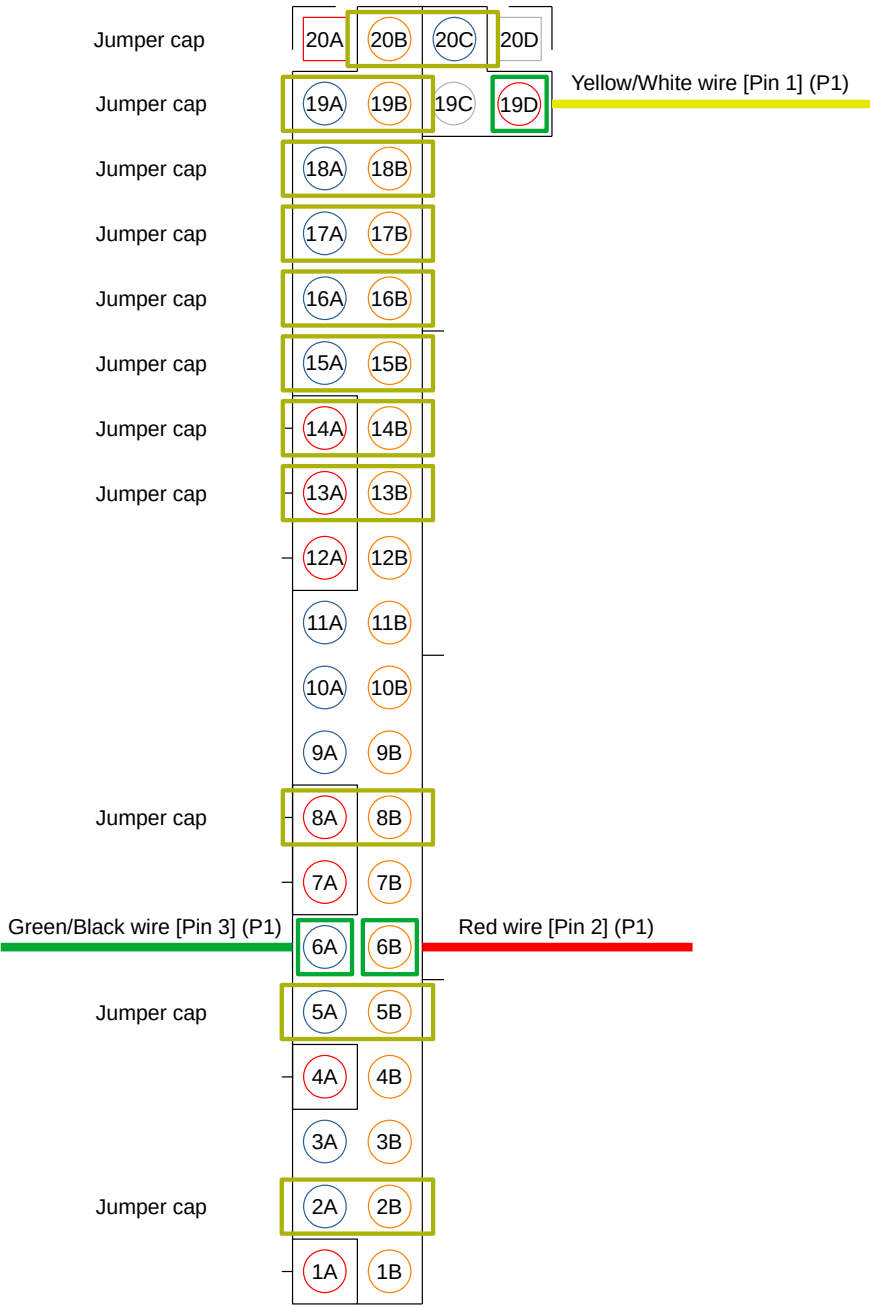 Jumper cap 20A 20B 20C 20D
Yellow/White wire [Pin 1] (P1)
Jumper cap 19A 19B 19C 19D
Jumper cap 18A 18B
Jumper cap 17A 17B
Jumper cap 16A 16B
Jumper cap 15A 15B
Jumper cap 14A 14B
Jumper cap 13A 13B
12A 12B
11A 11B
10A 10B
9A 9B
Jumper cap 8A 8B
7A 7B
Green/Black wire [Pin 3] (P1) 6A 6B Red wire [Pin 2] (P1)
Jumper cap 5A 5B
4A 4B
3A 3B
Jumper cap 2A 2B
1A 1B